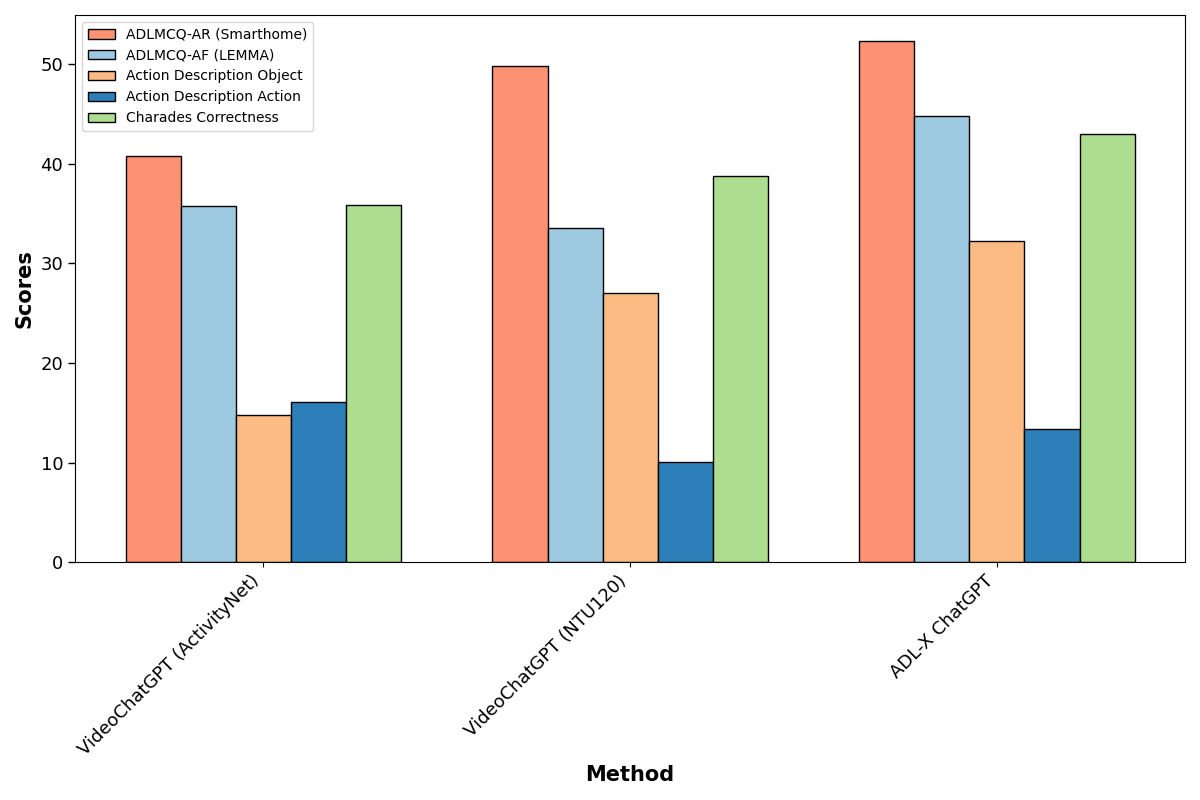 ADLMCQ-AR (Smarthome)
ADLMCQ-AF (LEMMA)
Action Description Object
Action Description Action
Charades Correctness
50
40
30
20
10
0
Scores
VideoChatGPT (ActivityNet)
VideoChatGPT (NTU120)
ADL-X ChatGPT
Method